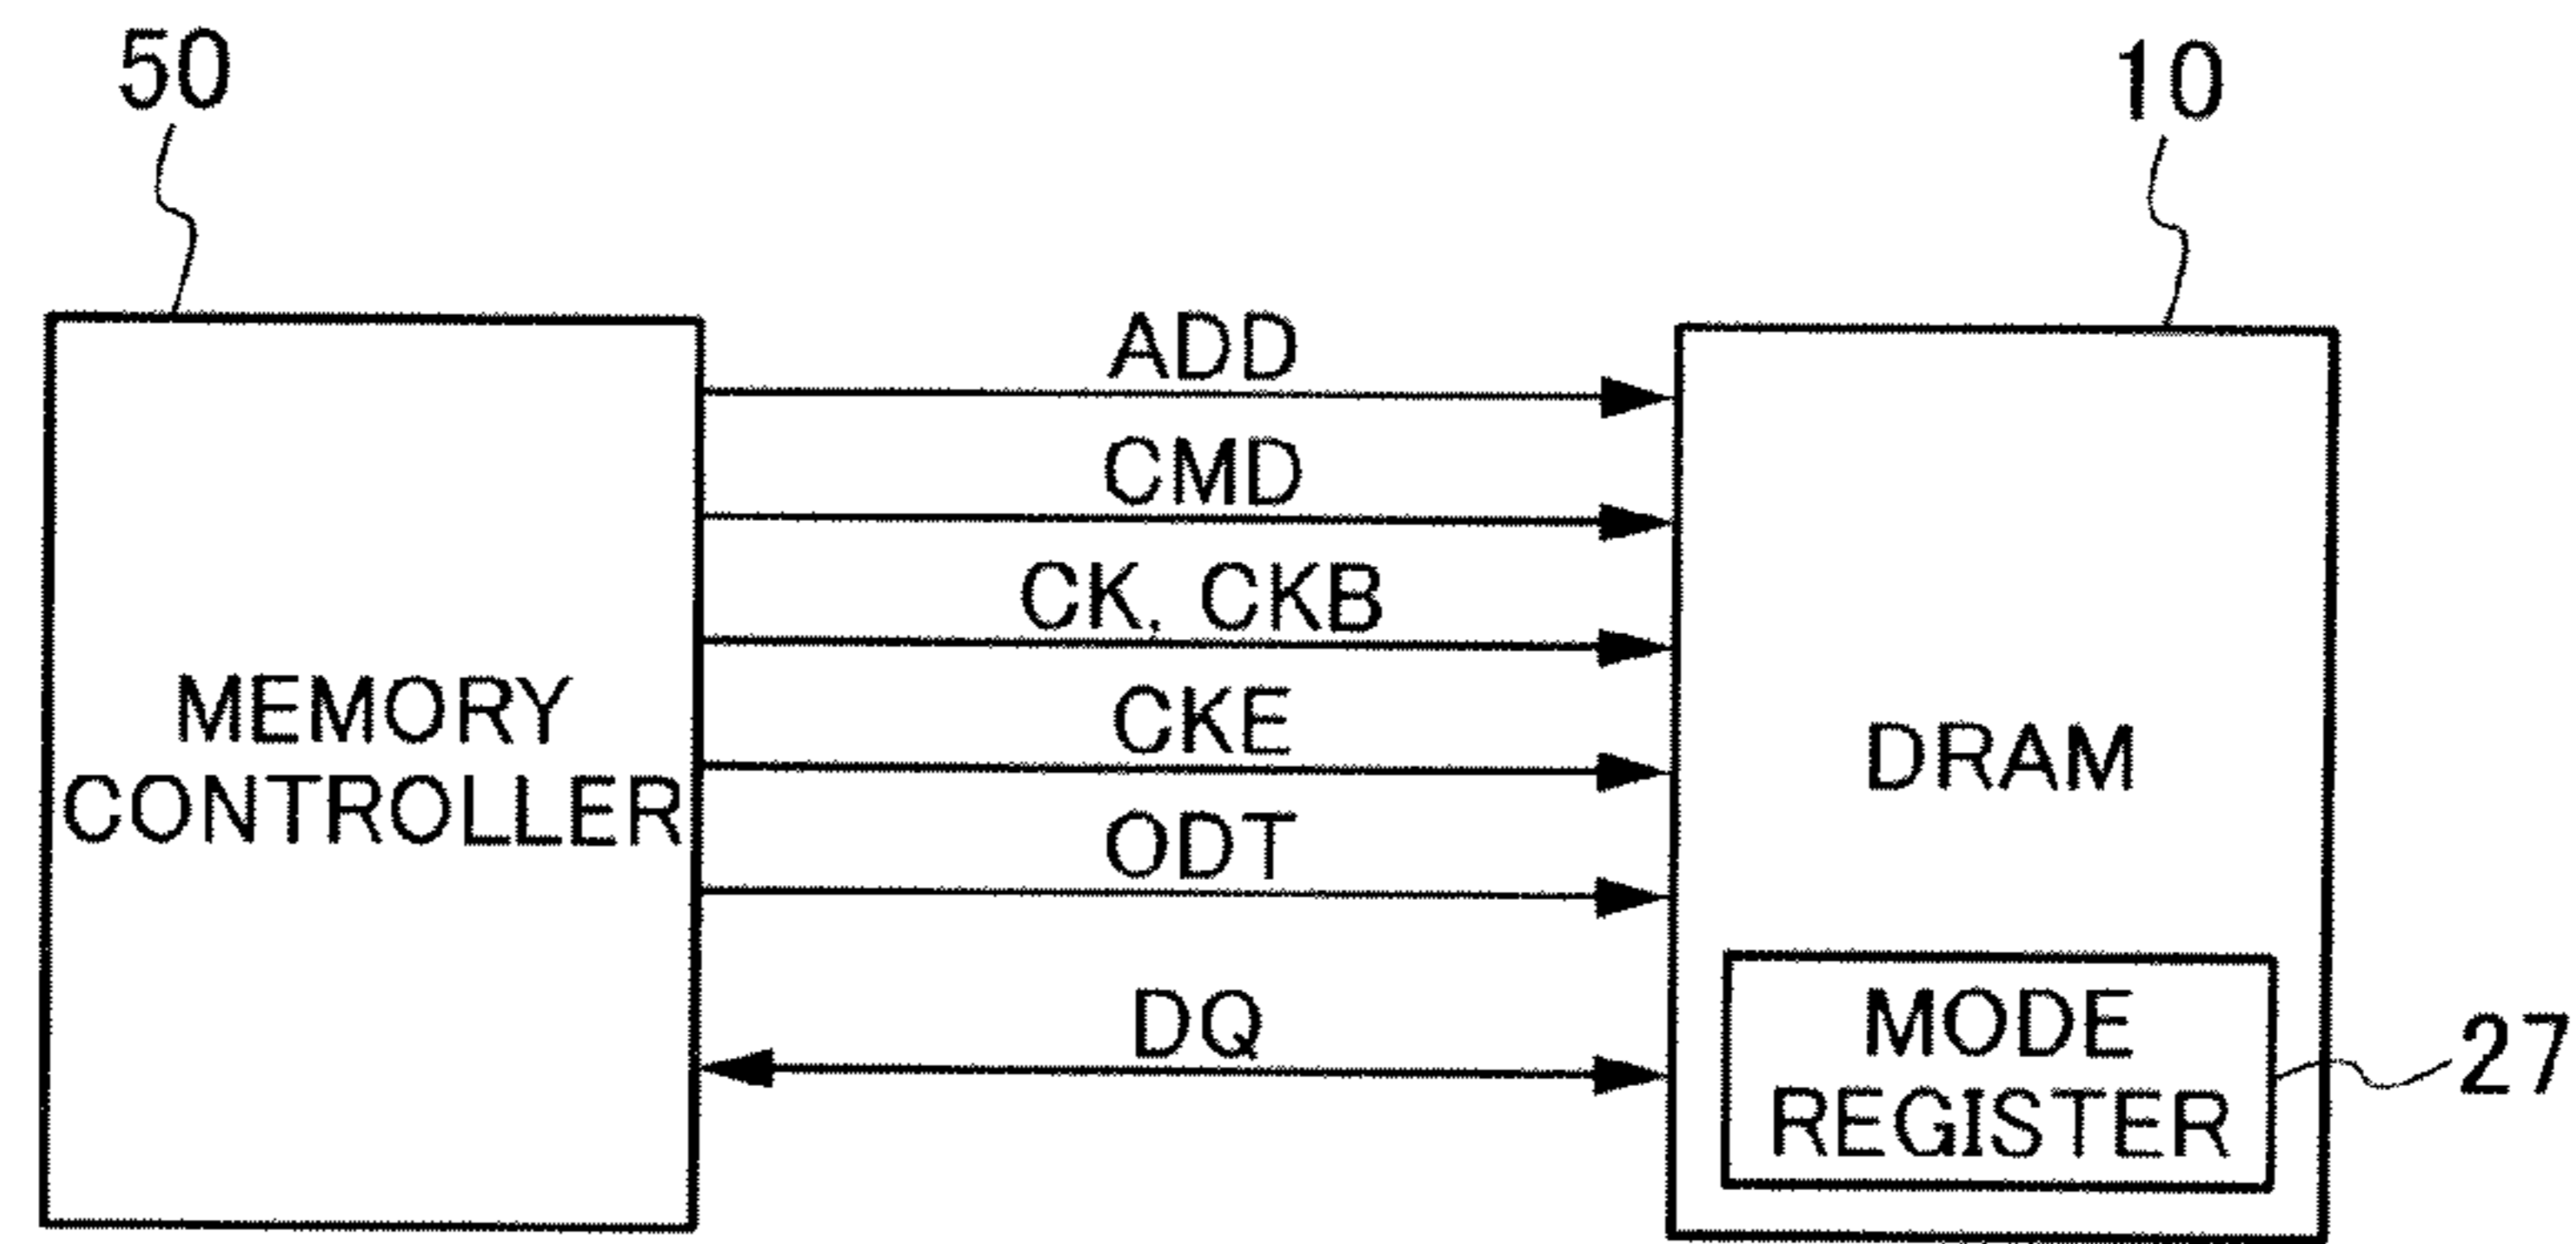 50
10
ADD
CMD
CK, CKB
CKE
ODT
DQ
MEMORY
CONTROLLER
DRAM
MODE
REGISTER
27